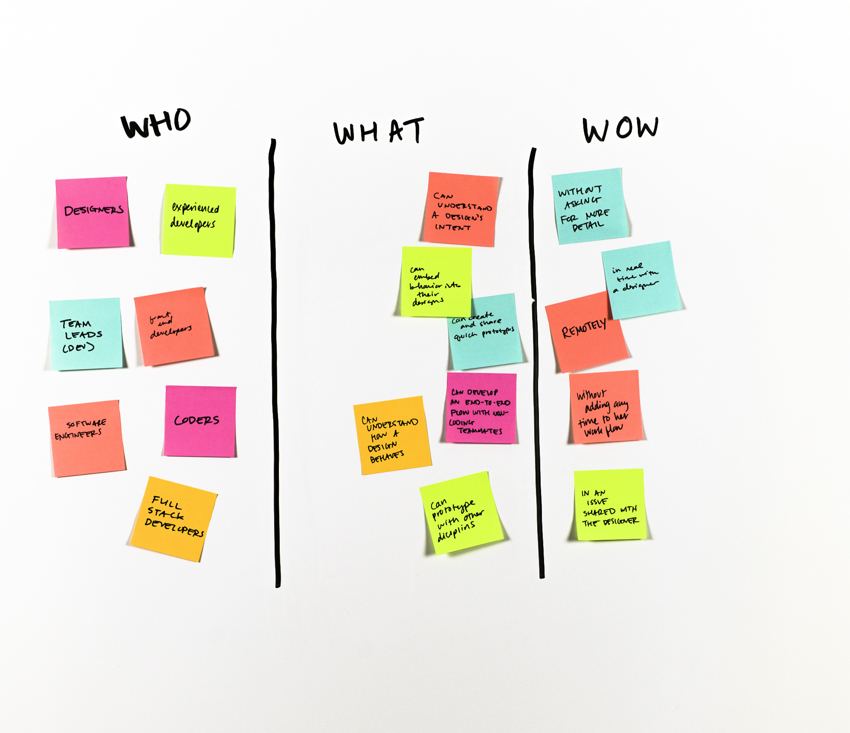 WHO
WHAT
WOW
DESIGNERS
experienced
developers
TEAM
LEADS
(DEV)
front
end
developers
SOFTWARE
ENGINEERS
CODERS
FULL
STACK
DEVELOPERS
CAN
UNDERSTAND
A DESIGN'S
INTENT
can
embed
behavior into
their
designs
can create
and share
quick prototypes
CAN DEVELOP
AN END-TO-END
FLOW WITH NON-
CODING
TEAMMATES
CAN
UNDERSTAND
HOW A
DESIGN
BEHAVES
Can
prototype
with other
diciplins
WITHOUT
ASKING
FOR MORE
DETAIL
in real
time with
a designer
REMOTELY
without
adding any
time to her
work flow
IN AN
ISSUE
SHARED WITH
THE DESIGNER